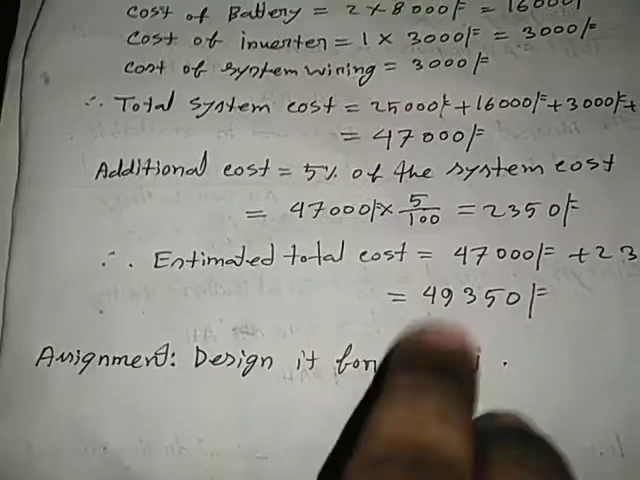 Cost of Battery = 2 × 8000/= = 16000/
Cost of inverter = 1 × 3000/= = 3000/=
Cost of system wiring = 3000/=
∴ Total system cost = 25000/= + 16000/= + 3000/= +
= 47000/=
Additional cost = 5% of the system cost
= 47000/= × 5/100 = 2350/=
∴ Estimated total cost = 47000/= + 23
= 49350/=
Assignment: Design it for